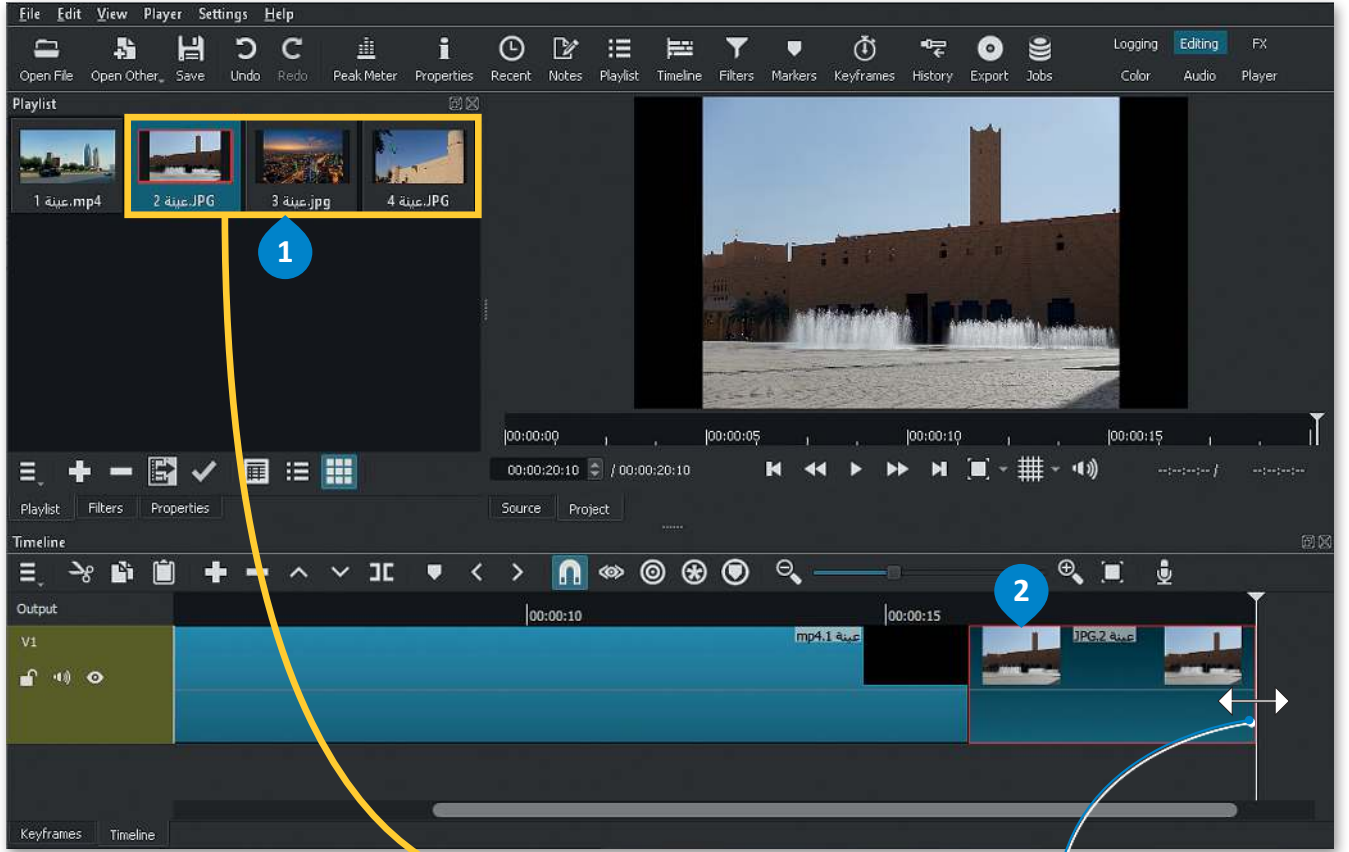 File Edit View Player Settings Help
Open File Open Other Save Undo Redo Peak Meter Properties Recent Notes Playlist Timeline Filters Markers Keyframes History Export Jobs
Logging Editing FX
Color Audio Player
Playlist
عينة 1.mp4 عينة 2.JPG عينة 3.jpg عينة 4.JPG
1
00:00:00 00:00:05 00:00:10 00:00:15
00:00:20:10 / 00:00:20:10 --:--:--:-- / --:--:--:--
Playlist Filters Properties
Source Project
Timeline
2
Output
00:00:10 00:00:15
V1
عينة 1.mp4 عينة 2.JPG
Keyframes Timeline